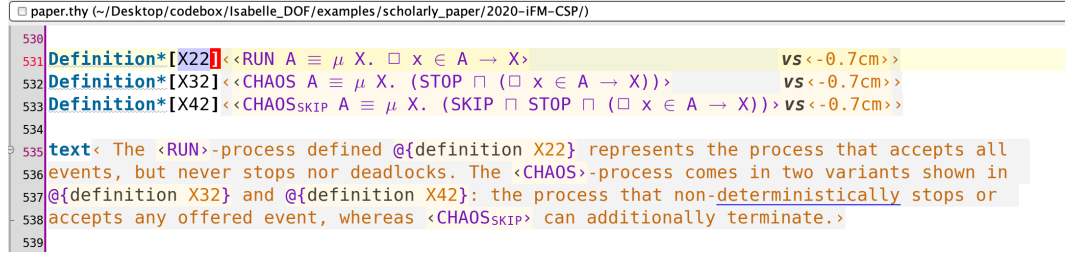 paper.thy (~/Desktop/codebox/Isabelle_DOF/examples/scholarly_paper/2020-iFM-CSP/)
530
531 Definition*[X22]‹‹RUN A ≡ μ X. □ x ∈ A → X› vs‹-0.7cm››
532 Definition*[X32]‹‹CHAOS A ≡ μ X. (STOP ⊓ (□ x ∈ A → X))› vs‹-0.7cm››
533 Definition*[X42]‹‹CHAOS_SKIP A ≡ μ X. (SKIP ⊓ STOP ⊓ (□ x ∈ A → X))› vs‹-0.7cm››
534
535 text‹ The ‹RUN›-process defined @{definition X22} represents the process that accepts all
536 events, but never stops nor deadlocks. The ‹CHAOS›-process comes in two variants shown in
537 @{definition X32} and @{definition X42}: the process that non-deterministically stops or
538 accepts any offered event, whereas ‹CHAOS_SKIP› can additionally terminate.›
539